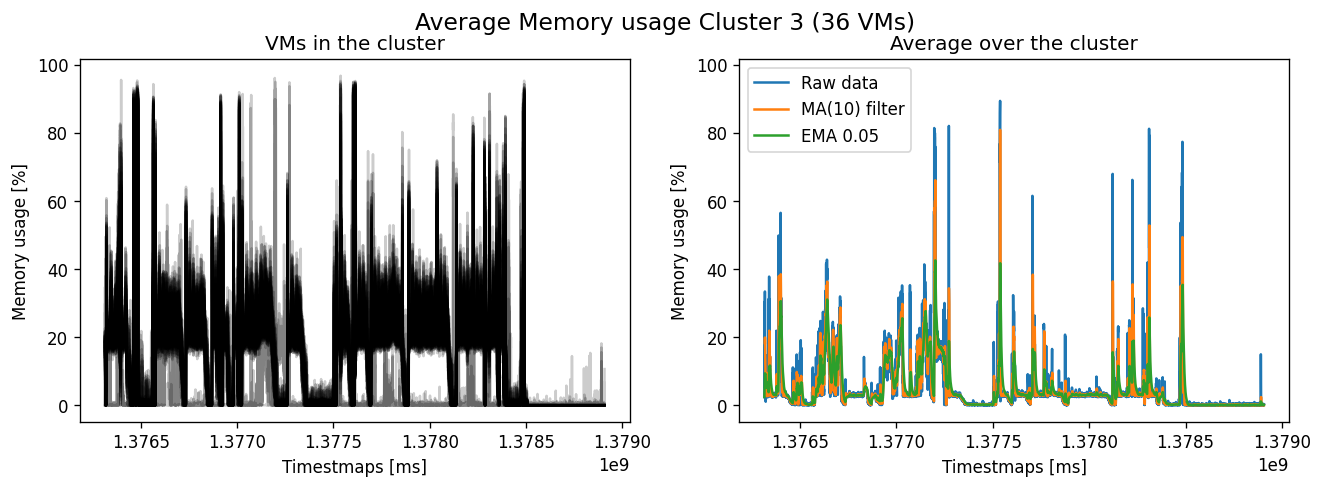 Average Memory usage Cluster 3 (36 VMs)
VMs in the cluster
Memory usage [%]
100
80
60
40
20
0
1.3765
1.3770
1.3775
1.3780
1.3785
1.3790
1e9
Timestmaps [ms]
Average over the cluster
Memory usage [%]
100
80
60
40
20
0
Raw data
MA(10) filter
EMA 0.05
1.3765
1.3770
1.3775
1.3780
1.3785
1.3790
1e9
Timestmaps [ms]